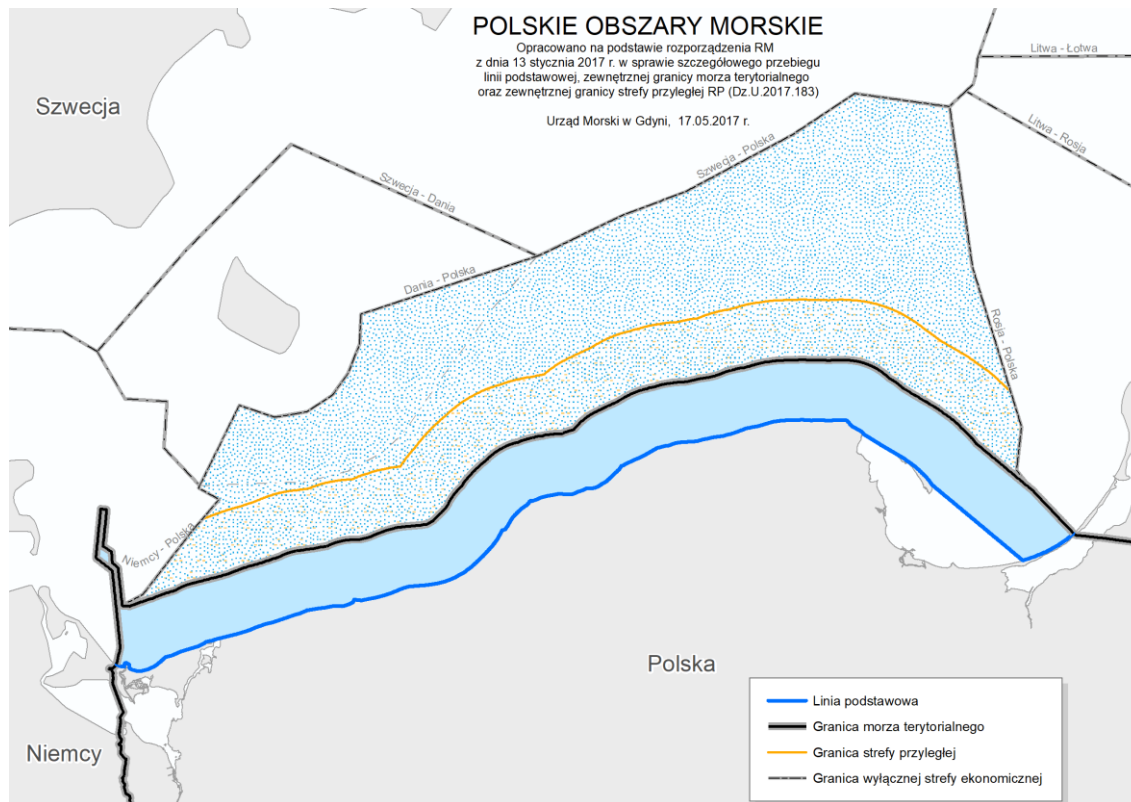 POLSKIE OBSZARY MORSKIE
Opracowano na podstawie rozporządzenia RM
z dnia 13 stycznia 2017 r. w sprawie szczegółowego przebiegu
linii podstawowej, zewnętrznej granicy morza terytorialnego
oraz zewnętrznej granicy strefy przyległej RP (Dz.U.2017.183)
Urząd Morski w Gdyni, 17.05.2017 r.
Litwa - Łotwa
Szwecja
Litwa - Rosja
Szwecja - Polska
Szwecja - Dania
Dania - Polska
Rosja - Polska
Niemcy - Polska
Polska
Niemcy
Linia podstawowa
Granica morza terytorialnego
Granica strefy przyległej
Granica wyłącznej strefy ekonomicznej